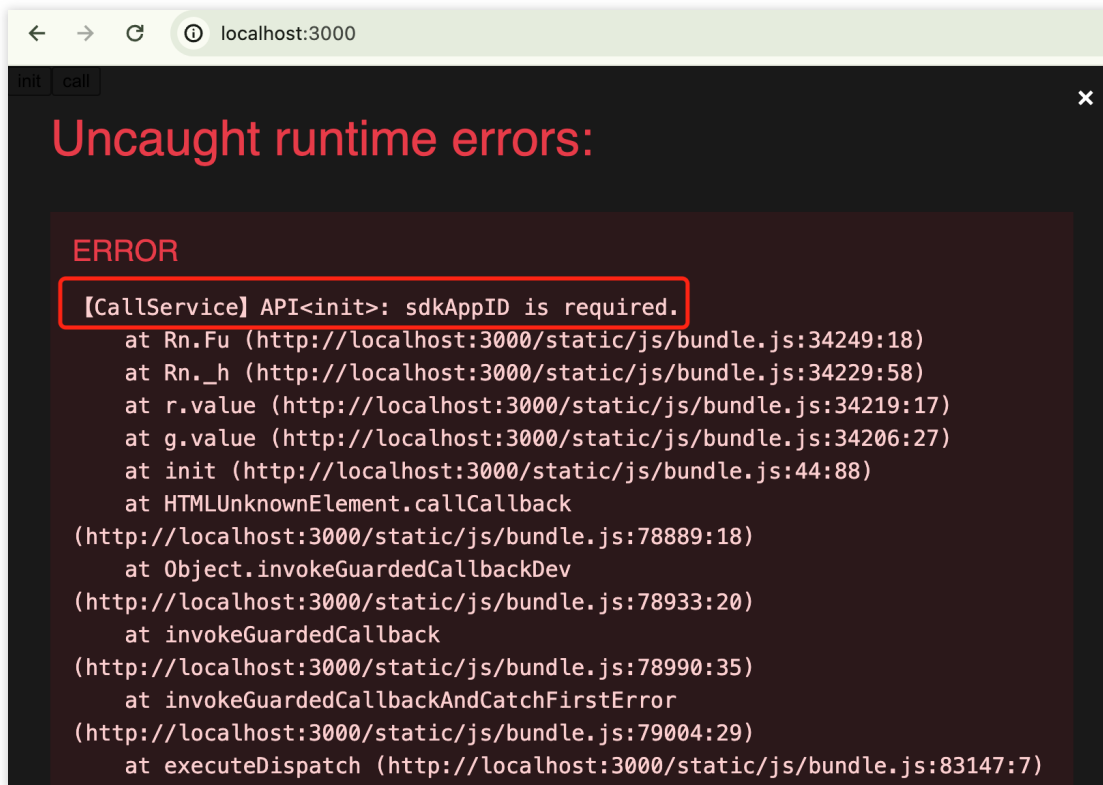 localhost:3000
init call
Uncaught runtime errors:
ERROR
【CallService】API<init>: sdkAppID is required.
at Rn.Fu (http://localhost:3000/static/js/bundle.js:34249:18)
at Rn._h (http://localhost:3000/static/js/bundle.js:34229:58)
at r.value (http://localhost:3000/static/js/bundle.js:34219:17)
at g.value (http://localhost:3000/static/js/bundle.js:34206:27)
at init (http://localhost:3000/static/js/bundle.js:44:88)
at HTMLUnknownElement.callCallback
(http://localhost:3000/static/js/bundle.js:78889:18)
at Object.invokeGuardedCallbackDev
(http://localhost:3000/static/js/bundle.js:78933:20)
at invokeGuardedCallback
(http://localhost:3000/static/js/bundle.js:78990:35)
at invokeGuardedCallbackAndCatchFirstError
(http://localhost:3000/static/js/bundle.js:79004:29)
at executeDispatch (http://localhost:3000/static/js/bundle.js:83147:7)